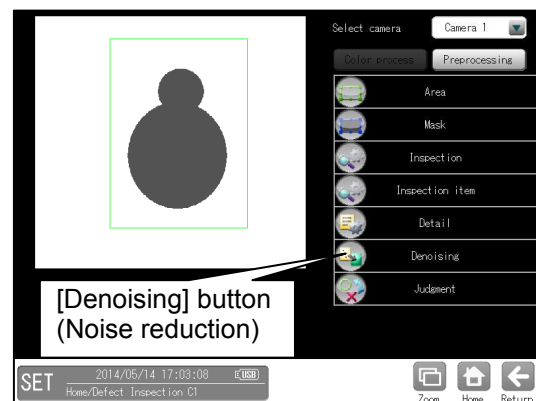 Select camera
Camera 1
Color process
Preprocessing
Area
Mask
Inspection
Inspection item
Detail
Denoising
Judgment
[Denoising] button
(Noise reduction)
SET
2014/05/14 17:03:08
USB
Home/Defect Inspection C1
Zoom
Home
Return